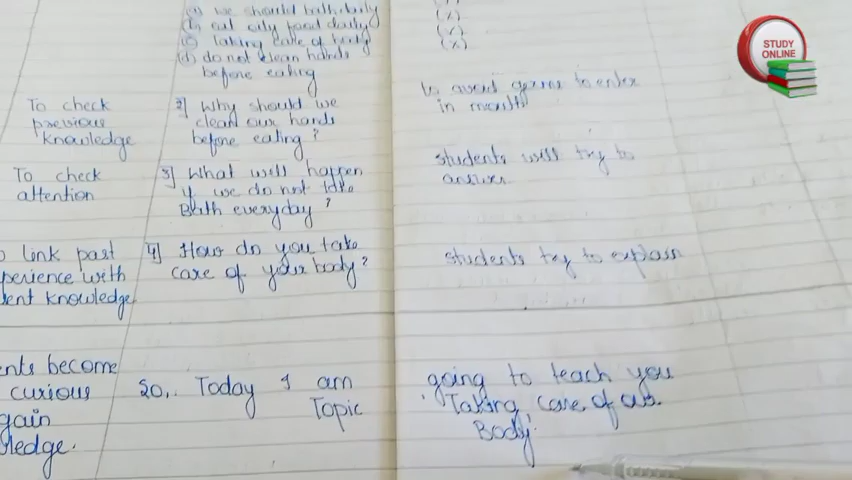 (a) we should bath daily
(b) eat oily food daily
(c) Taking care of body
(d) do not clean hands
before eating
(x)
(✓)
(x)
To check
previous
knowledge
2] Why should we
clean our hands
before eating?
to avoid germs to enter
in mouth
To check
attention
3] What will happen
if we do not take
Bath everyday?
students will try to
answer
o link past
perience with
ent knowledge
4] How do you take
care of your body?
students try to explain
ents become
curious
gain
ledge.
So,. Today I am
Topic
going to teach you
'Taking care of our
Body.
STUDY
ONLINE